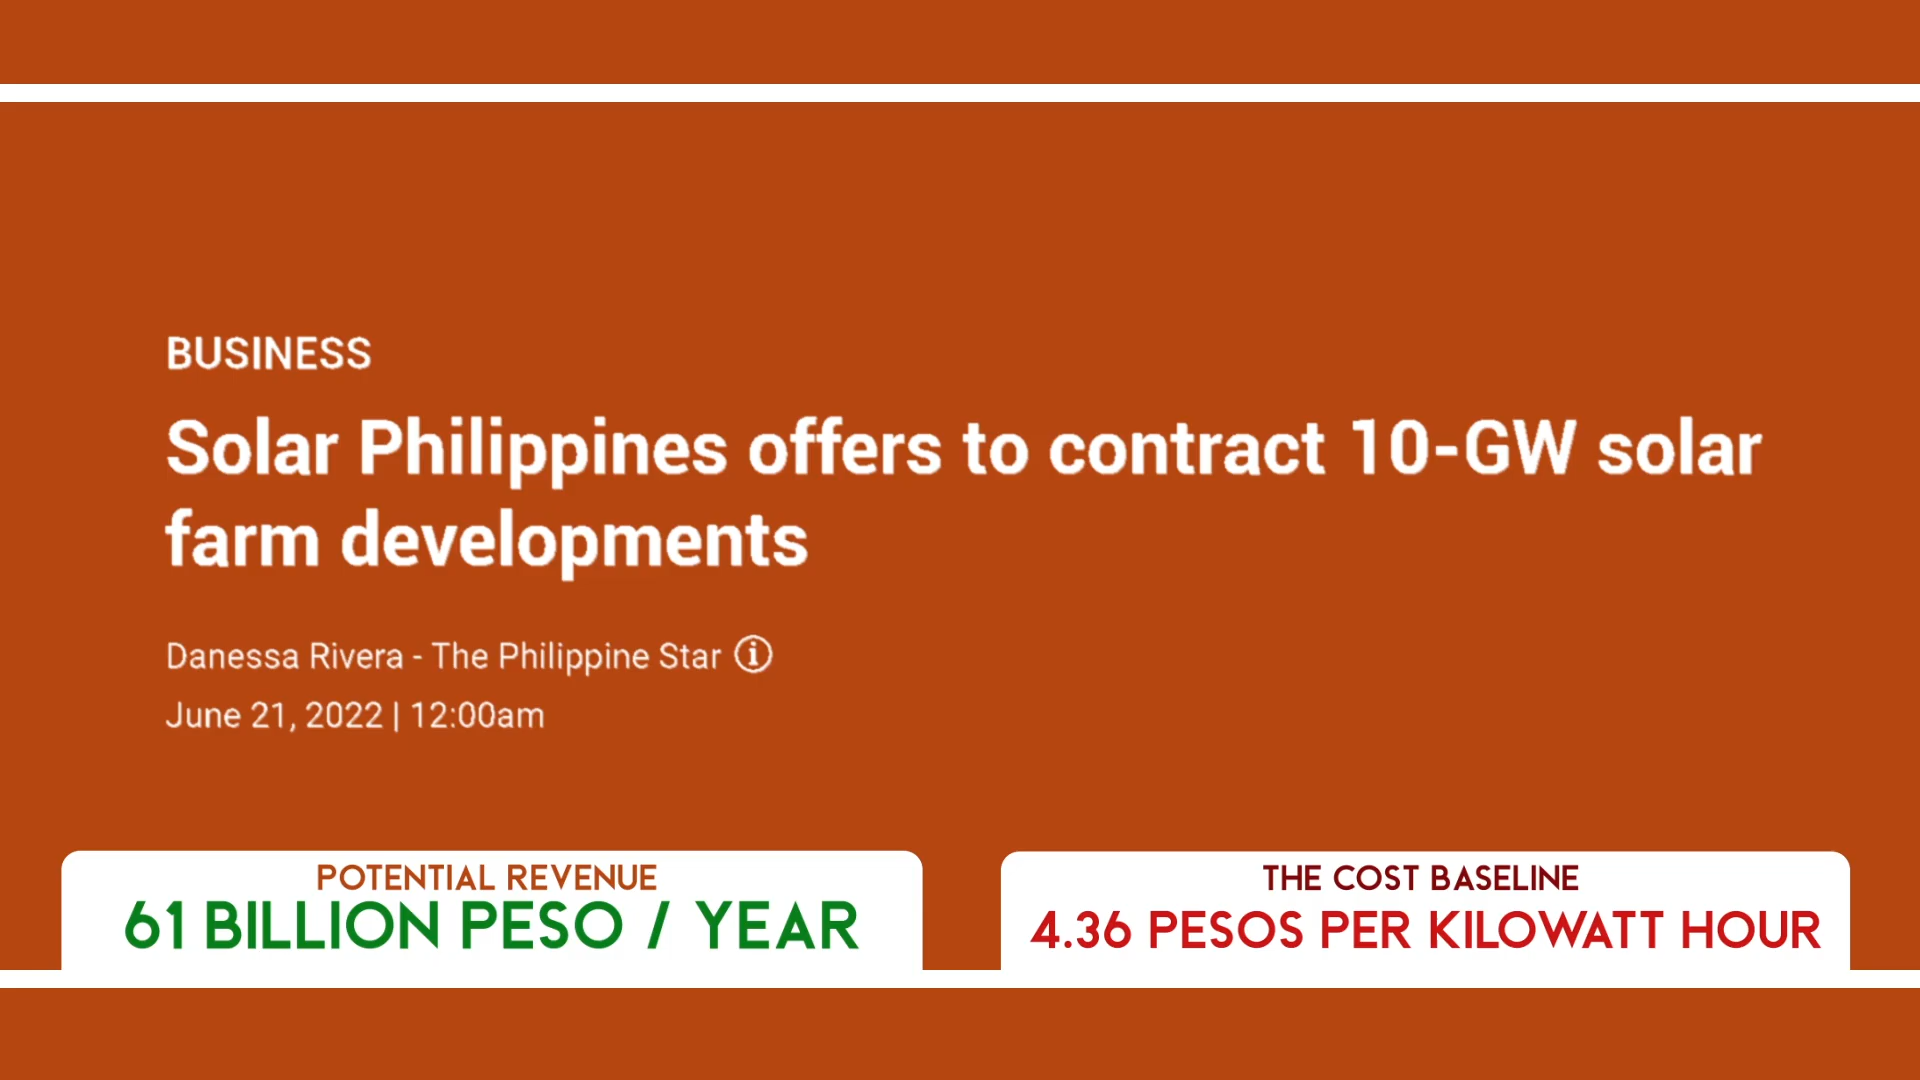 BUSINESS
Solar Philippines offers to contract 10-GW solar
farm developments
Danessa Rivera - The Philippine Star
June 21, 2022 | 12:00am
POTENTIAL REVENUE
61 BILLION PESO / YEAR
THE COST BASELINE
4.36 PESOS PER KILOWATT HOUR